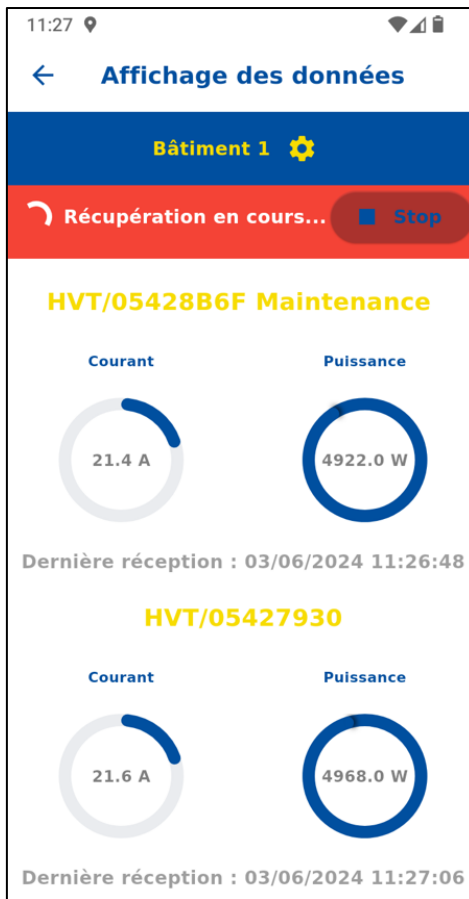 11:27
Affichage des données
Bâtiment 1
Récupération en cours... Stop
HVT/05428B6F Maintenance
Courant Puissance
21.4 A 4922.0 W
Dernière réception : 03/06/2024 11:26:48
HVT/05427930
Courant Puissance
21.6 A 4968.0 W
Dernière réception : 03/06/2024 11:27:06